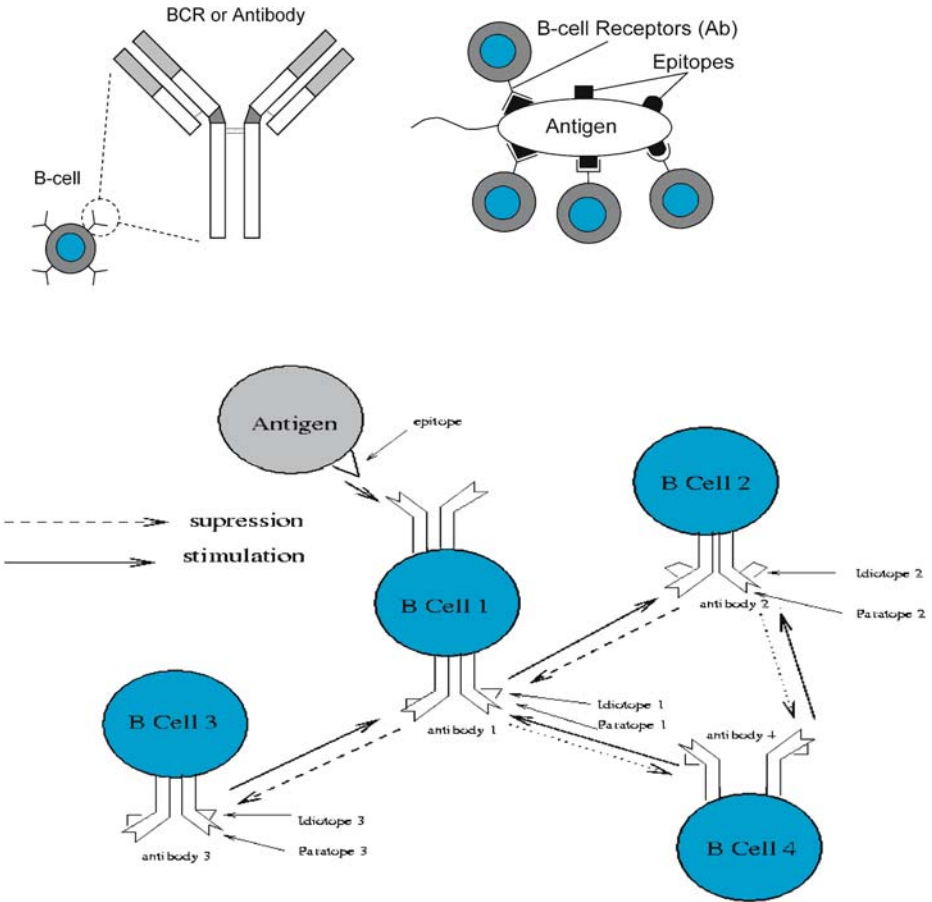 BCR or Antibody
B-cell Receptors (Ab)
Epitopes
Antigen
B-cell
Antigen
epitope
B Cell 2
supression
stimulation
B Cell 1
Idiotope 2
antibody 2
Paratope 2
B Cell 3
Idiotope 1
Paratope 1
antibody 1
antibody 4
Idiotope 3
Paratope 3
antibody 3
B Cell 4